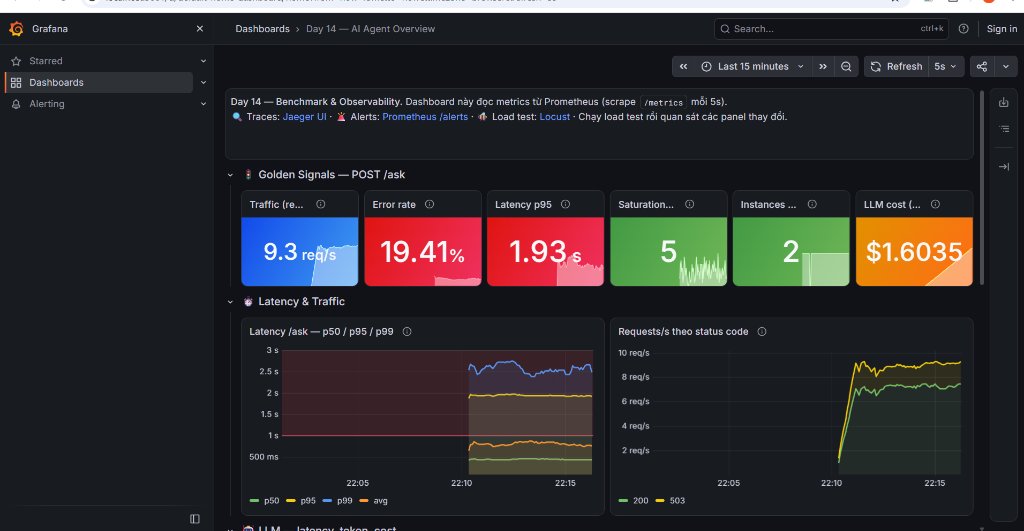 Grafana
Dashboards › Day 14 — AI Agent Overview
Search...
ctrl+k
Sign in
Starred
Dashboards
Alerting
Last 15 minutes
Refresh
5s
Day 14 — Benchmark & Observability. Dashboard này đọc metrics từ Prometheus (scrape /metrics mỗi 5s).
Traces: Jaeger UI · Alerts: Prometheus /alerts · Load test: Locust · Chạy load test rồi quan sát các panel thay đổi.
Golden Signals — POST /ask
Traffic (re...
Error rate
Latency p95
Saturation...
Instances ...
LLM cost (...
9.3 req/s
19.41%
1.93 s
5
2
$1.6035
Latency & Traffic
Latency /ask — p50 / p95 / p99
3 s
2.5 s
2 s
1.5 s
1 s
500 ms
22:05
22:10
22:15
p50
p95
p99
avg
Requests/s theo status code
10 req/s
8 req/s
6 req/s
4 req/s
2 req/s
22:05
22:10
22:15
200
503
LLM — latency, token, cost